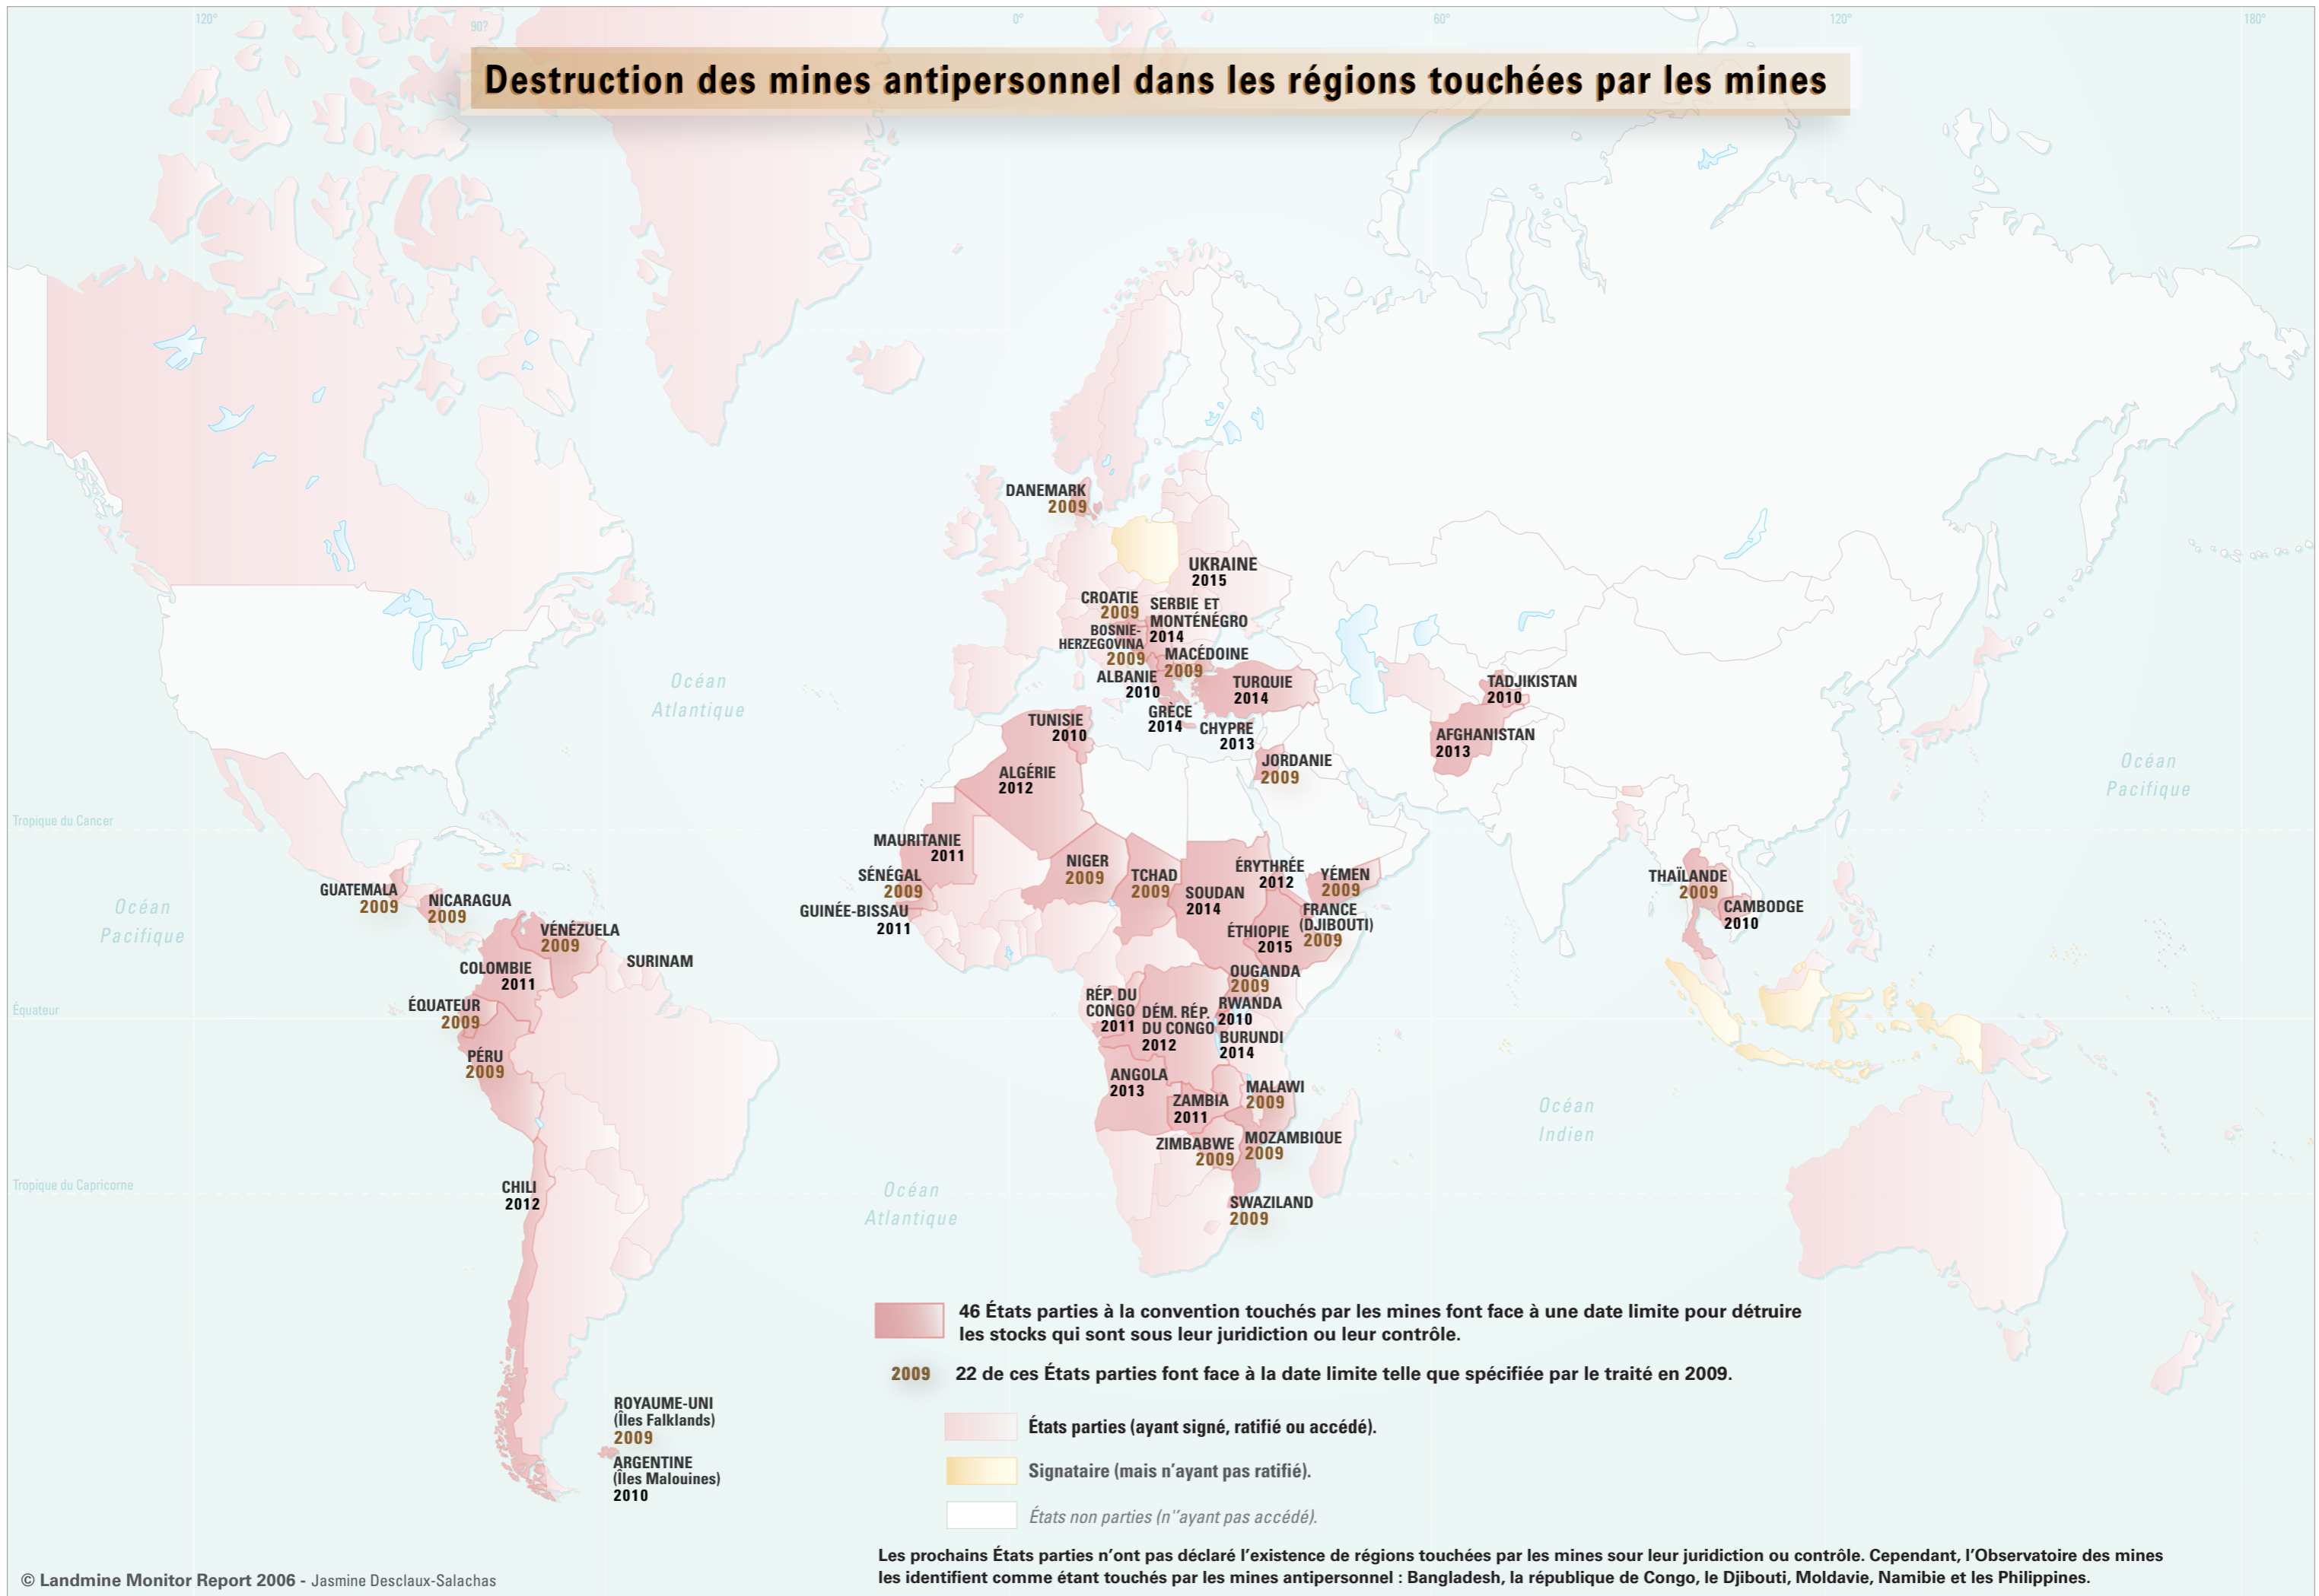 120°
90?
0°
60°
120°
180°
Destruction des mines antipersonnel dans les régions touchées par les mines
DANEMARK
2009
UKRAINE
2015
CROATIE
2009
SERBIE ET
MONTÉNÉGRO
2014
BOSNIE-
HERZEGOVINA
2009
MACÉDOINE
2009
ALBANIE
2010
TURQUIE
2014
GRÈCE
2014
CHYPRE
2013
TADJIKISTAN
2010
AFGHANISTAN
2013
Océan
Atlantique
TUNISIE
2010
JORDANIE
2009
ALGÉRIE
2012
Océan
Pacifique
Tropique du Cancer
MAURITANIE
2011
SÉNÉGAL
2009
GUINÉE-BISSAU
2011
NIGER
2009
TCHAD
2009
SOUDAN
2014
ÉRYTHRÉE
2012
YÉMEN
2009
FRANCE
(DJIBOUTI)
2009
ÉTHIOPIE
2015
THAÏLANDE
2009
CAMBODGE
2010
GUATEMALA
2009
NICARAGUA
2009
Océan
Pacifique
VÉNÉZUELA
2009
SURINAM
COLOMBIE
2011
ÉQUATEUR
2009
Équateur
PÉRU
2009
OUGANDA
2009
RÉP. DU
CONGO
2011
DÉM. RÉP.
DU CONGO
2012
RWANDA
2010
BURUNDI
2014
ANGOLA
2013
ZAMBIA
2011
MALAWI
2009
ZIMBABWE
2009
MOZAMBIQUE
2009
Océan
Indien
Tropique du Capricorne
CHILI
2012
Océan
Atlantique
SWAZILAND
2009
46 États parties à la convention touchés par les mines font face à une date limite pour détruire
les stocks qui sont sous leur juridiction ou leur contrôle.
2009 22 de ces États parties font face à la date limite telle que spécifiée par le traité en 2009.
États parties (ayant signé, ratifié ou accédé).
Signataire (mais n'ayant pas ratifié).
États non parties (n''ayant pas accédé).
ROYAUME-UNI
(Îles Falklands)
2009
ARGENTINE
(Îles Malouines)
2010
Les prochains États parties n'ont pas déclaré l'existence de régions touchées par les mines sour leur juridiction ou contrôle. Cependant, l'Observatoire des mines
les identifient comme étant touchés par les mines antipersonnel : Bangladesh, la république de Congo, le Djibouti, Moldavie, Namibie et les Philippines.
© Landmine Monitor Report 2006 - Jasmine Desclaux-Salachas